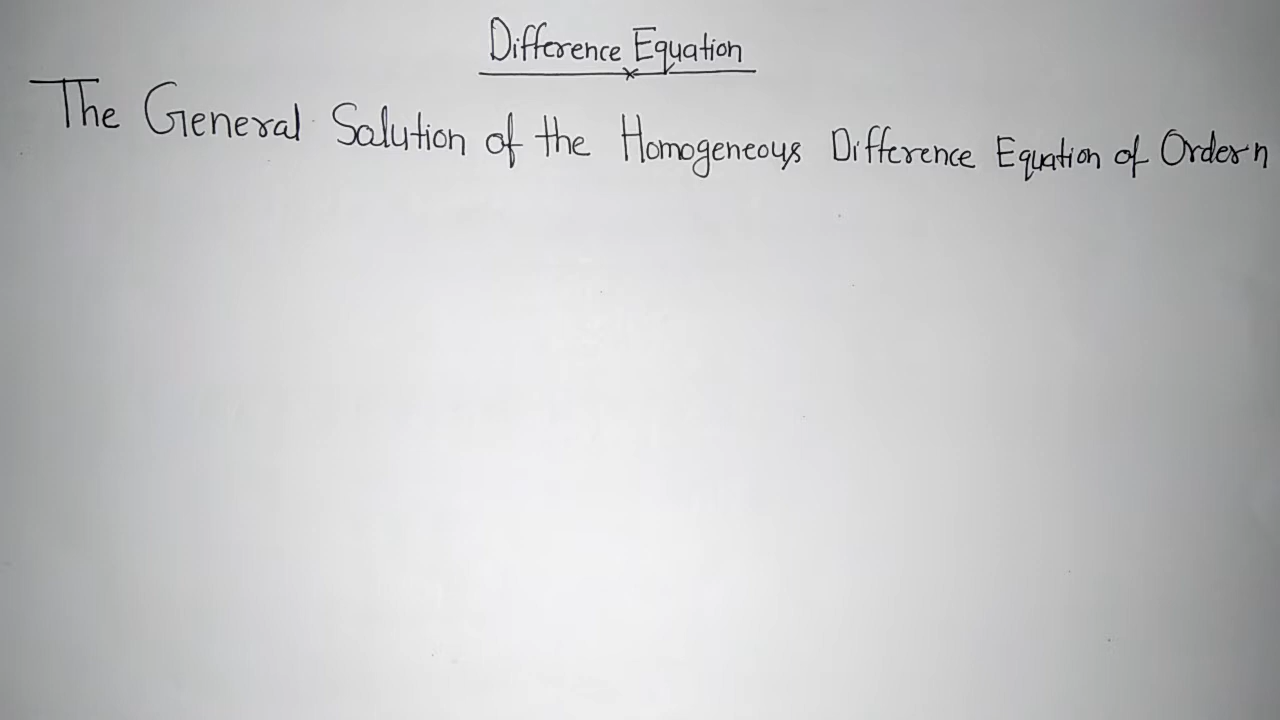 Difference Equation
The General Solution of the Homogeneous Difference Equation of Order n